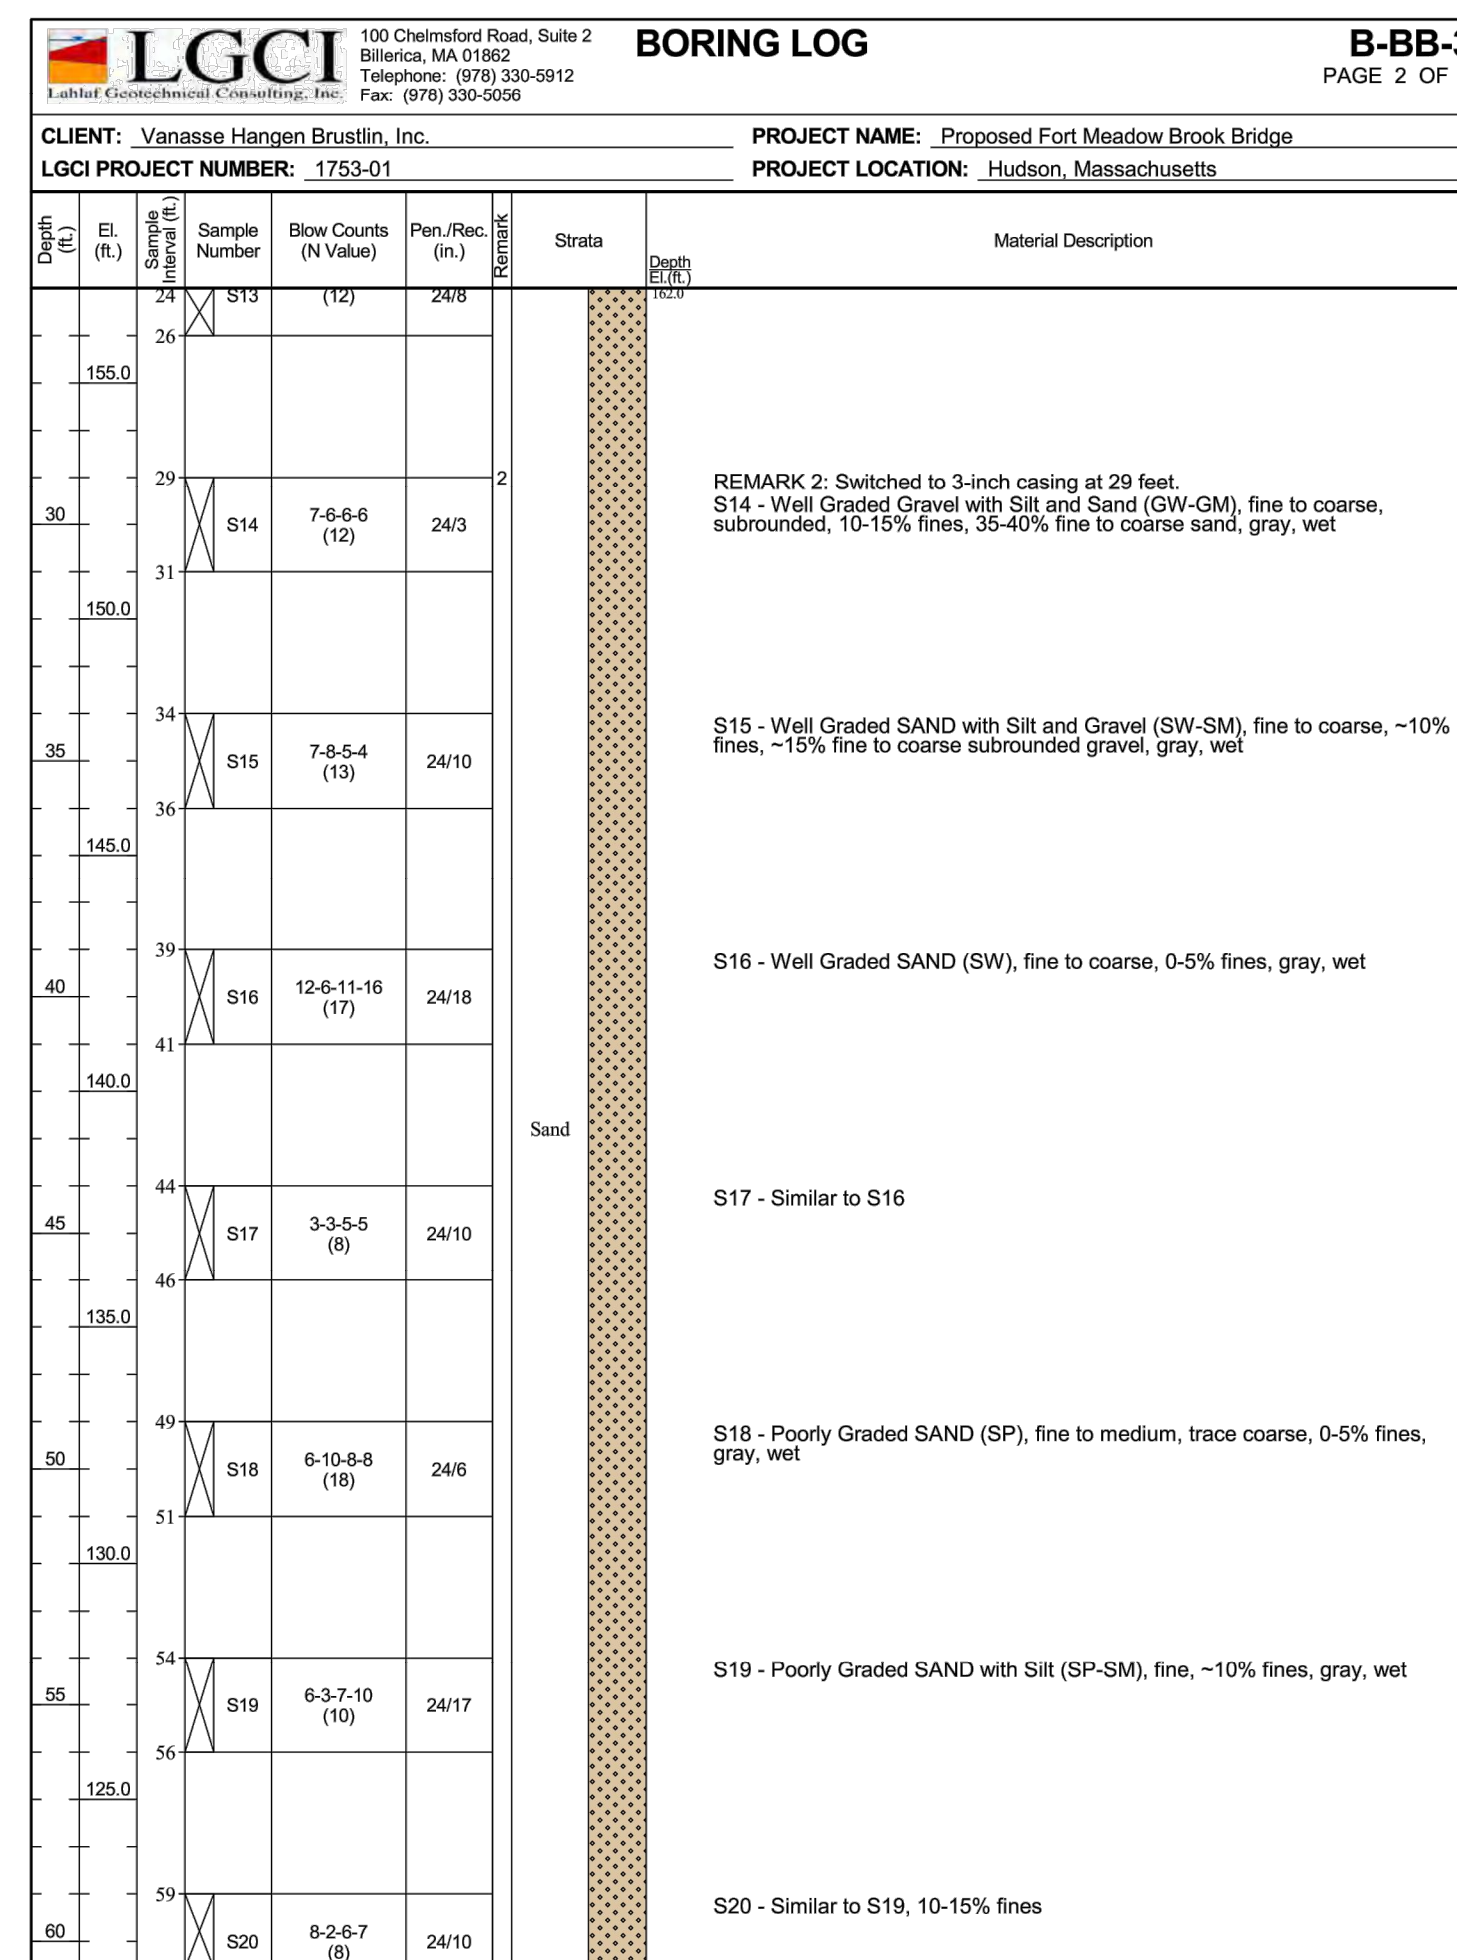 LGCI
Lahlaf Geotechnical Consulting, Inc.
100 Chelmsford Road, Suite 2
Billerica, MA 01862
Telephone: (978) 330-5912
Fax: (978) 330-5056
BORING LOG
B-BB-
PAGE 2 OF
CLIENT: Vanasse Hangen Brustlin, Inc.
PROJECT NAME: Proposed Fort Meadow Brook Bridge
LGCI PROJECT NUMBER: 1753-01
PROJECT LOCATION: Hudson, Massachusetts
Depth (ft.)
El. (ft.)
Sample Interval (ft.)
Sample Number
Blow Counts (N Value)
Pen./Rec. (in.)
Remark
Strata
Depth El.(ft.)
Material Description
24 S13 (12) 24/8 162.0
26
155.0
29 2 REMARK 2: Switched to 3-inch casing at 29 feet.
30 S14 7-6-6-6 (12) 24/3
S14 - Well Graded Gravel with Silt and Sand (GW-GM), fine to coarse,
subrounded, 10-15% fines, 35-40% fine to coarse sand, gray, wet
31
150.0
34
S15 - Well Graded SAND with Silt and Gravel (SW-SM), fine to coarse, ~10%
fines, ~15% fine to coarse subrounded gravel, gray, wet
35 S15 7-8-5-4 (13) 24/10
36
145.0
39
S16 - Well Graded SAND (SW), fine to coarse, 0-5% fines, gray, wet
40 S16 12-6-11-16 (17) 24/18
41
140.0
Sand
44
S17 - Similar to S16
45 S17 3-3-5-5 (8) 24/10
46
135.0
49
S18 - Poorly Graded SAND (SP), fine to medium, trace coarse, 0-5% fines,
gray, wet
50 S18 6-10-8-8 (18) 24/6
51
130.0
54
S19 - Poorly Graded SAND with Silt (SP-SM), fine, ~10% fines, gray, wet
55 S19 6-3-7-10 (10) 24/17
56
125.0
59
S20 - Similar to S19, 10-15% fines
60 S20 8-2-6-7 (8) 24/10